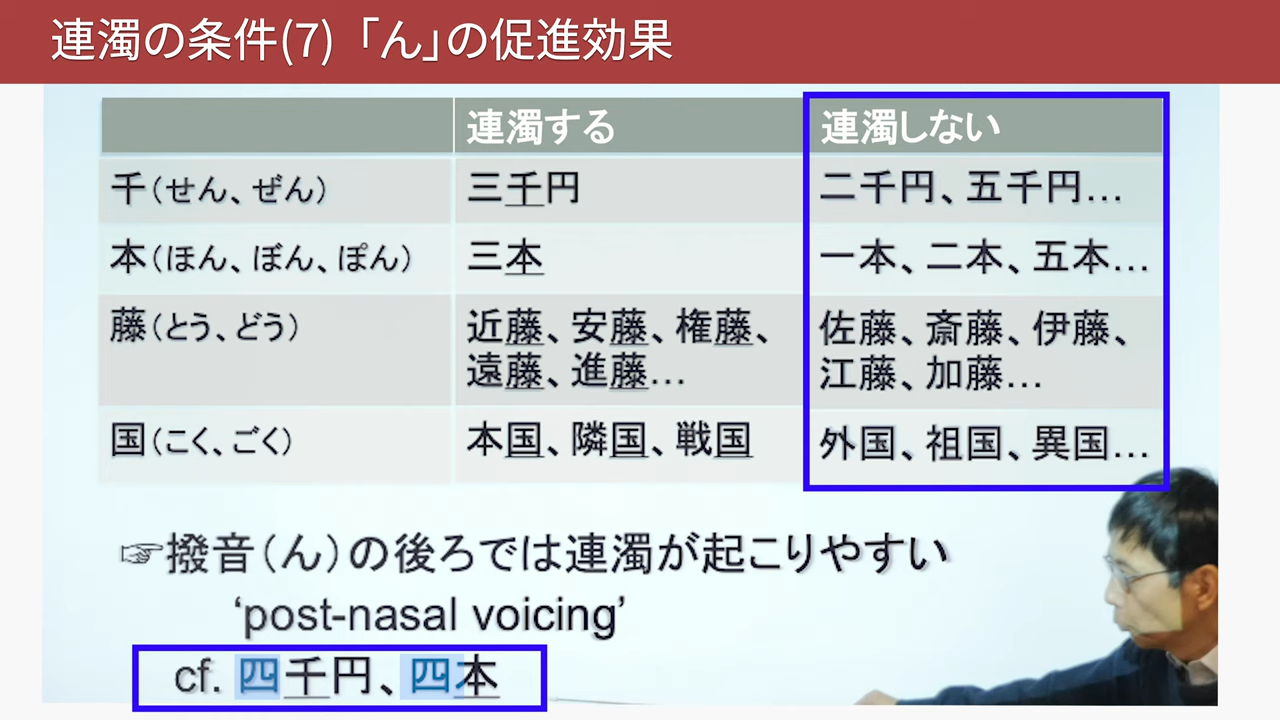 連濁の条件(7)「ん」の促進効果
連濁する 連濁しない
千(せん、ぜん) 三千円 二千円、五千円…
本(ほん、ぼん、ぽん) 三本 一本、二本、五本…
藤(とう、どう) 近藤、安藤、権藤、 佐藤、斎藤、伊藤、
遠藤、進藤… 江藤、加藤…
国(こく、ごく) 本国、隣国、戦国 外国、祖国、異国…
☞撥音(ん)の後ろでは連濁が起こりやすい
‘post-nasal voicing’
cf. 四千円、四本